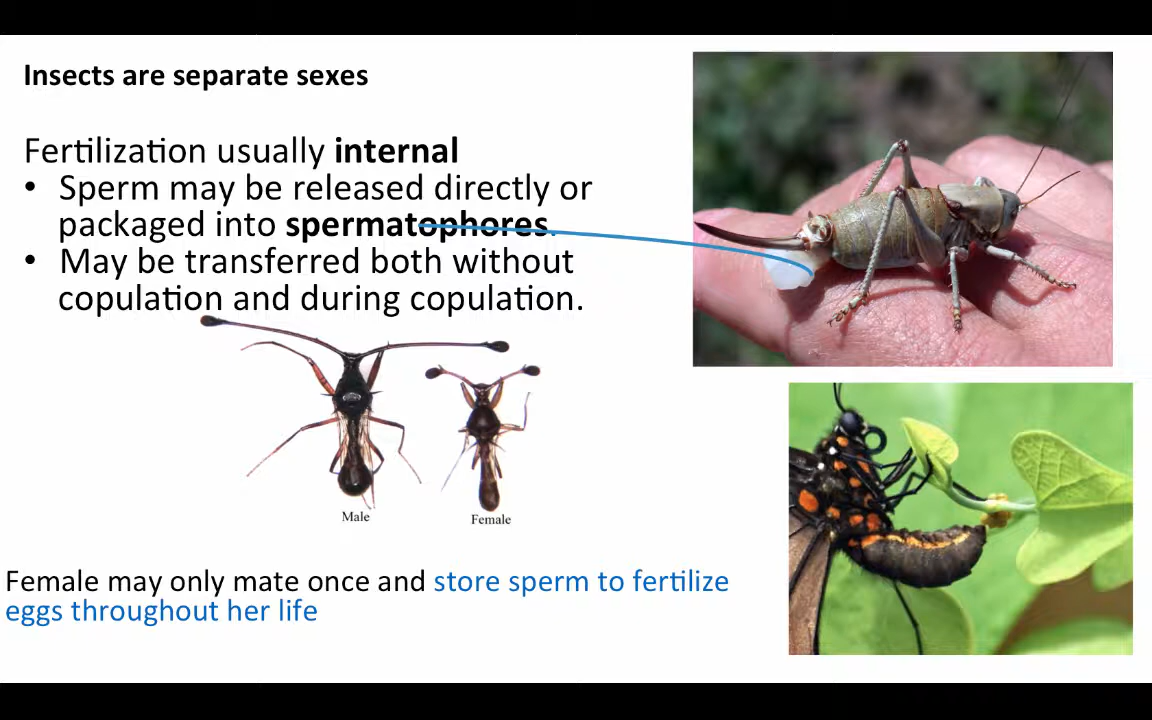 Insects are separate sexes
Fertilization usually internal
• Sperm may be released directly or
packaged into spermatophores.
• May be transferred both without
copulation and during copulation.
Male
Female
Female may only mate once and store sperm to fertilize
eggs throughout her life